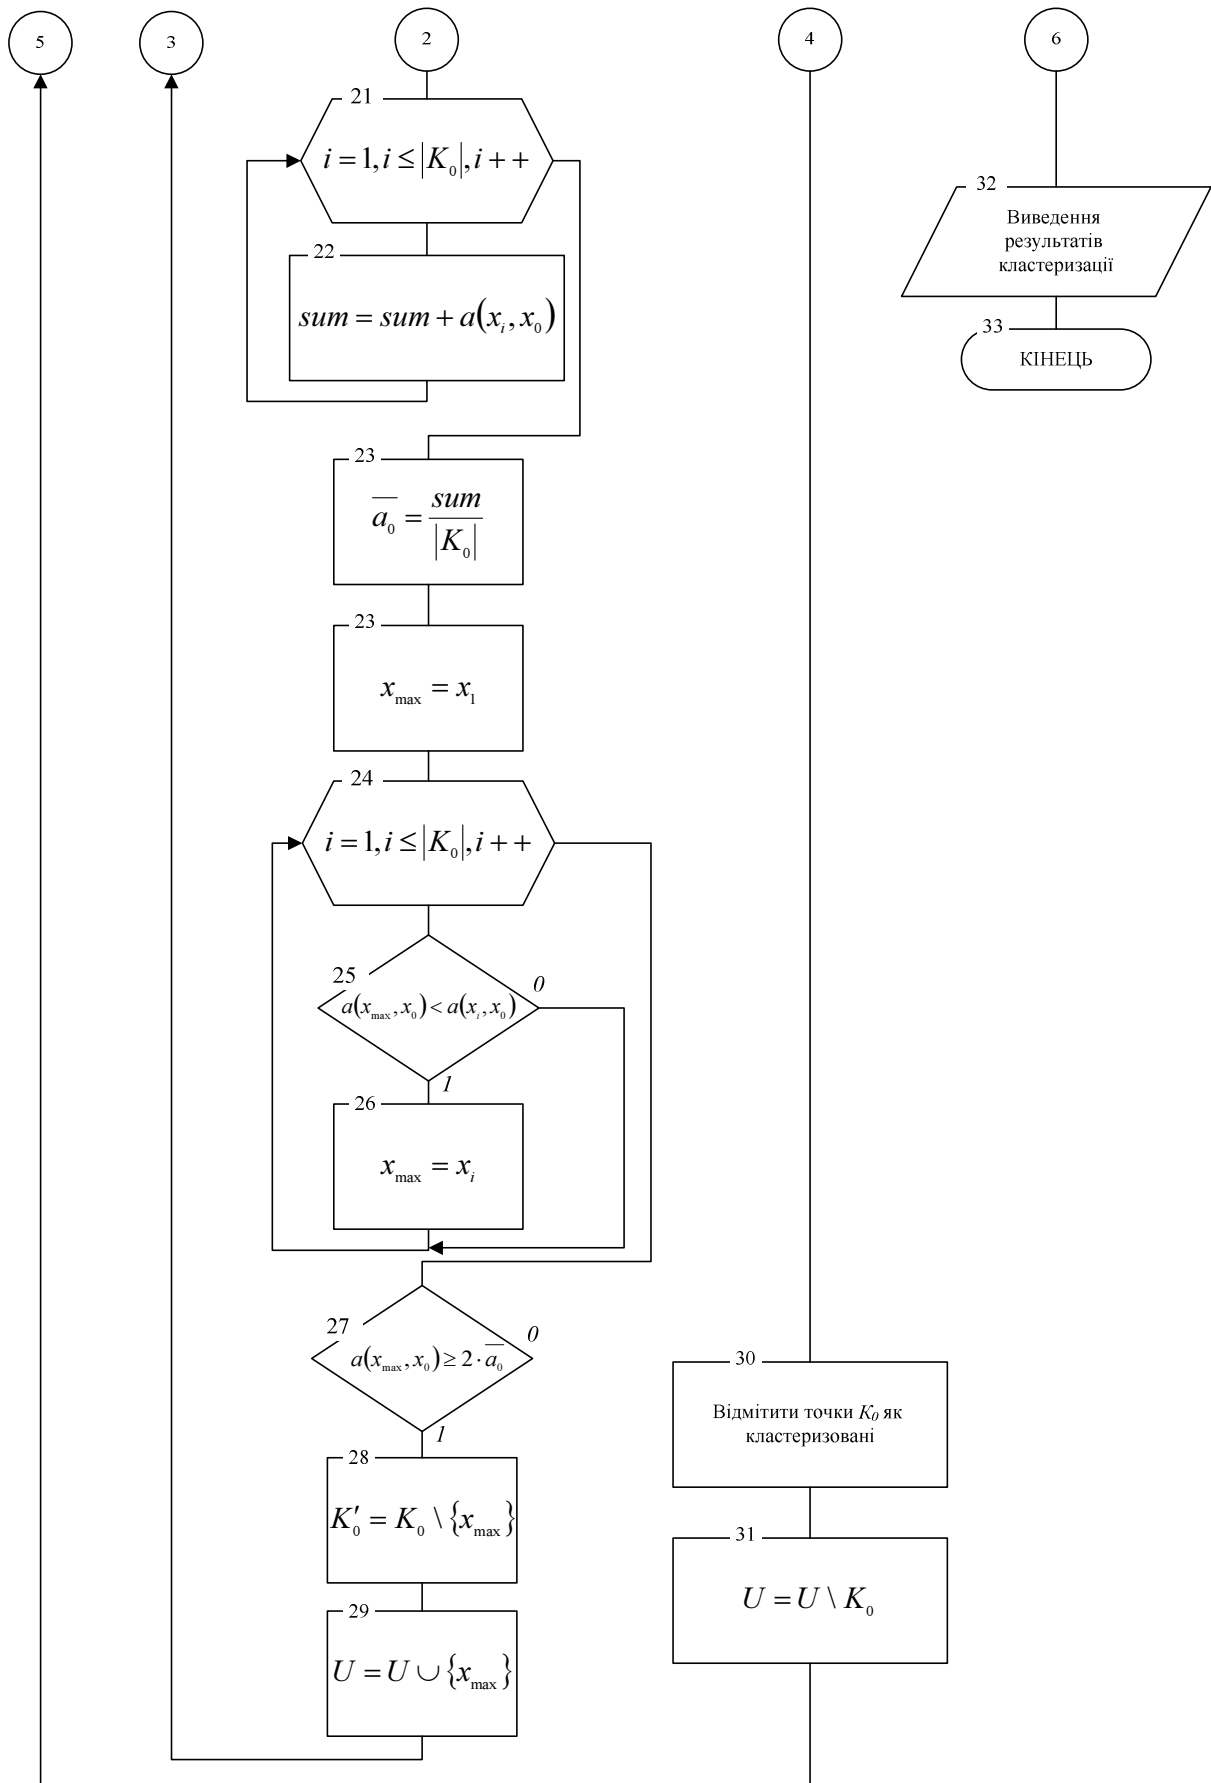 5
3
2
4
6
21
i = 1, i ≤ |K₀|, i + +
22
sum = sum + a(xᵢ, x₀)
23
a̅₀ = sum / |K₀|
23
x_max = x₁
24
i = 1, i ≤ |K₀|, i + +
25
0
a(x_max, x₀) < a(xᵢ, x₀)
1
26
x_max = xᵢ
27
0
a(x_max, x₀) ≥ 2 · a̅₀
1
28
K′₀ = K₀ \ {x_max}
29
U = U ∪ {x_max}
30
Відмітити точки K₀ як
кластеризовані
31
U = U \ K₀
32
Виведення
результатів
кластеризації
33
КІНЕЦЬ